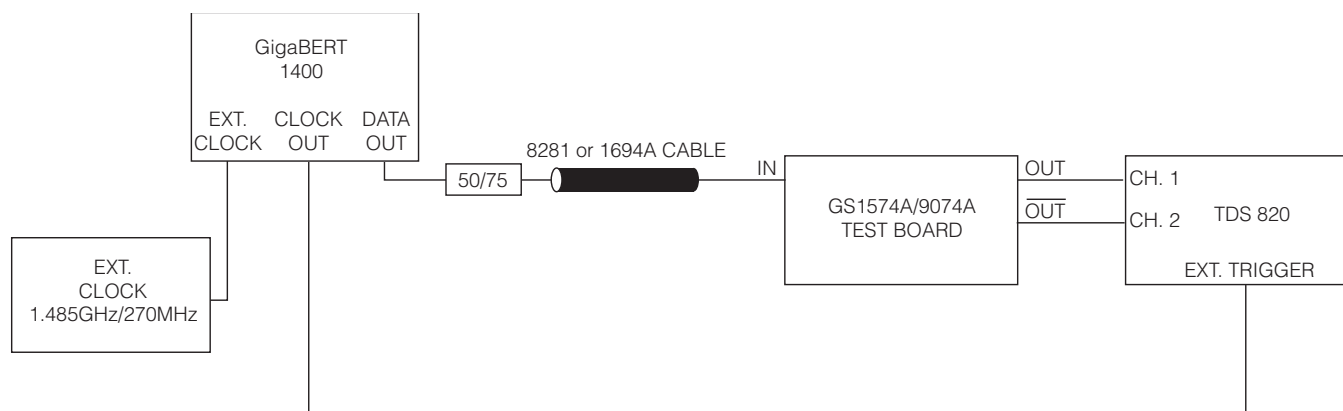 GigaBERT
1400
EXT.
CLOCK
CLOCK
OUT
DATA
OUT
50/75
8281 or 1694A CABLE
IN
GS1574A/9074A
TEST BOARD
OUT
OUT
CH. 1
CH. 2
TDS 820
EXT. TRIGGER
EXT.
CLOCK
1.485GHz/270MHz